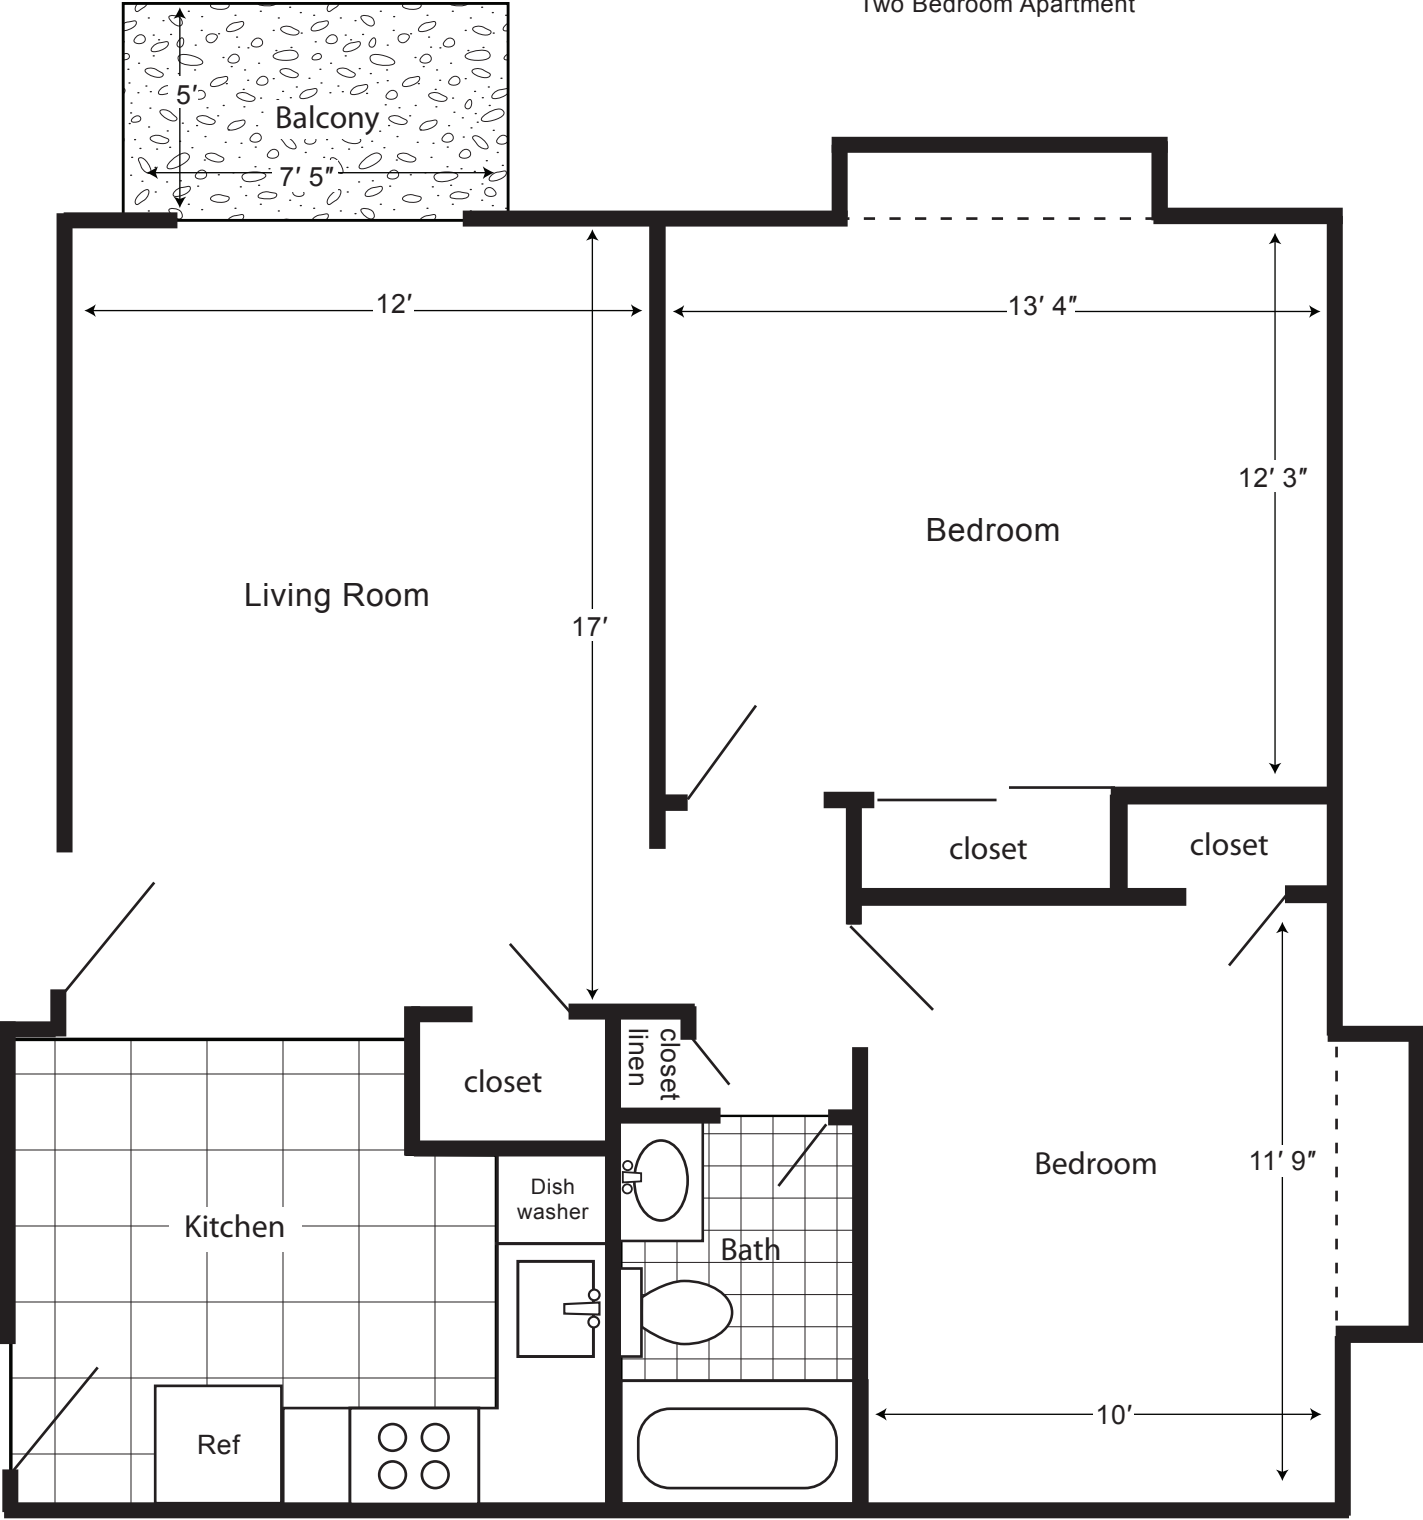 Two Bedroom Apartment
5′
Balcony
7′ 5″
12′
13′ 4″
12′ 3″
Bedroom
Living Room
17′
closet
closet
closet
linen
closet
Dish
washer
Kitchen
Bath
Bedroom
11′ 9″
10′
Ref